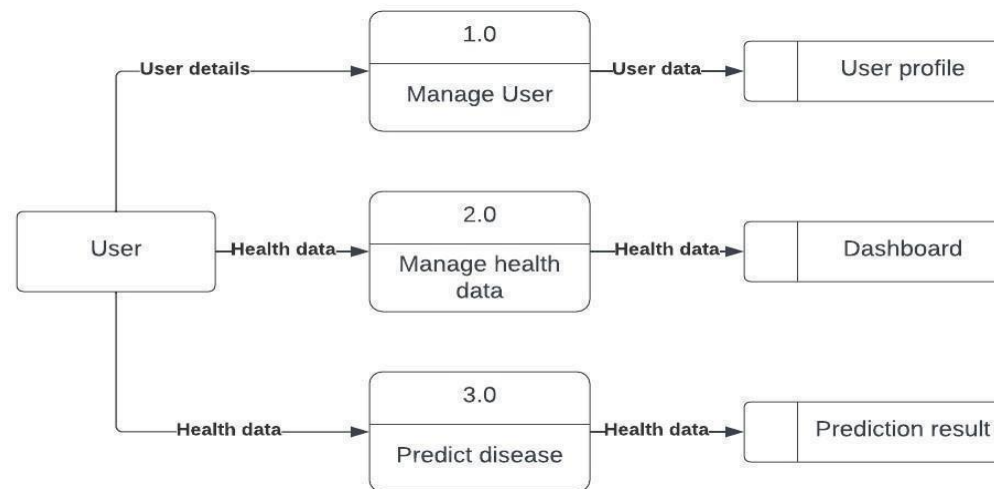 1.0
User details
Manage User
User data
User profile
User
2.0
Health data
Manage health
data
Health data
Dashboard
3.0
Health data
Predict disease
Health data
Prediction result